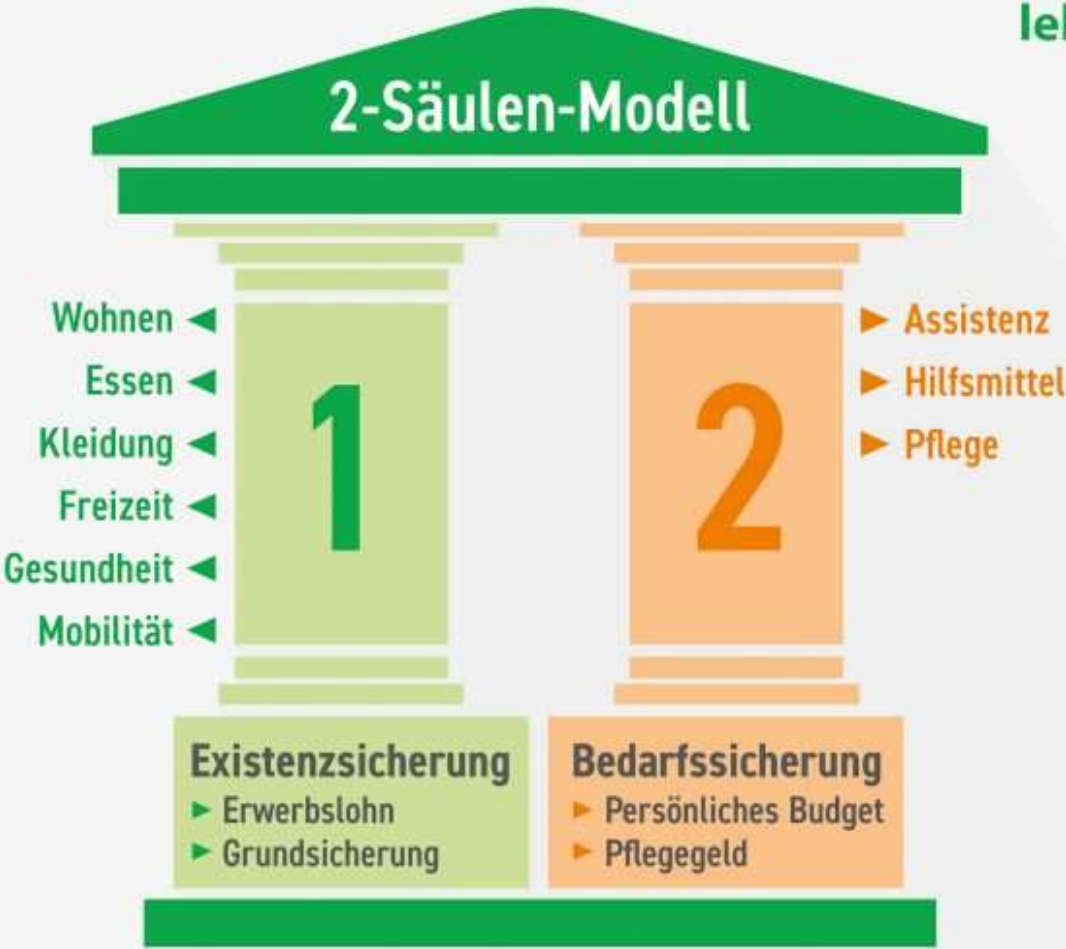 2-Säulen-Modell
Wohnen
Essen
Kleidung
Freizeit
Gesundheit
Mobilität
1
2
Assistenz
Hilfsmittel
Pflege
Existenzsicherung
Erwerbslohn
Grundsicherung
Bedarfssicherung
Persönliches Budget
Pflegegeld